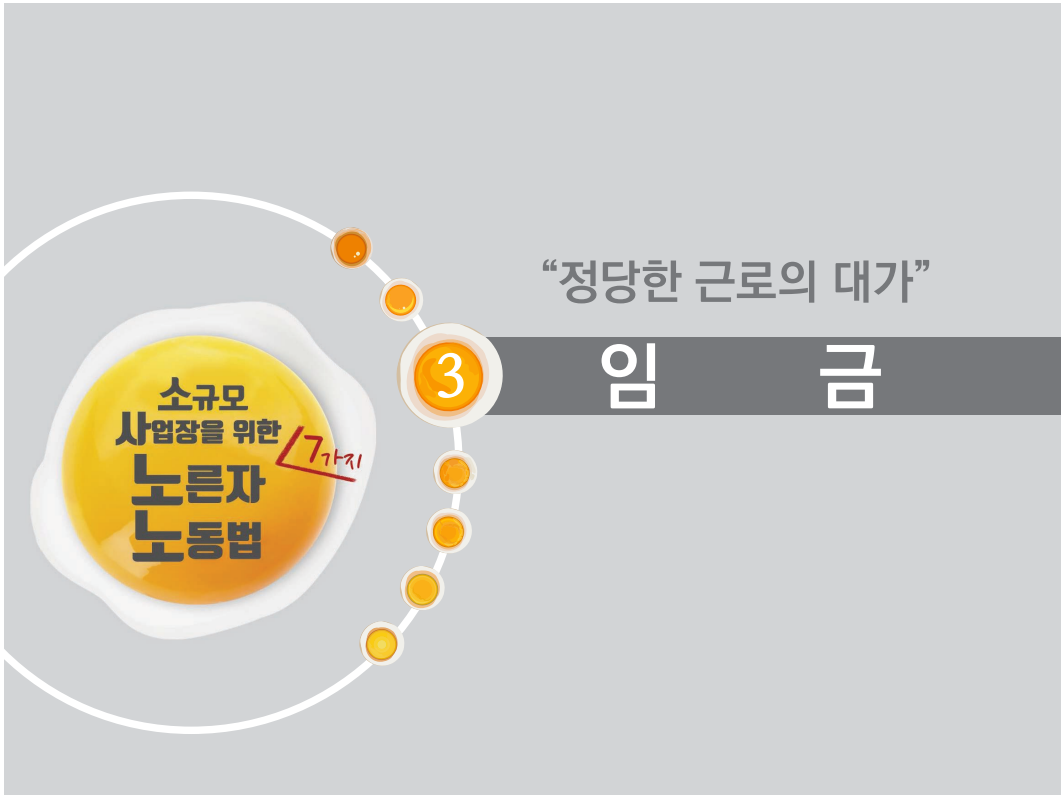 “정당한 근로의 대가”
3 임 금
소규모
사업장을 위한
7가지
노른자
노동법